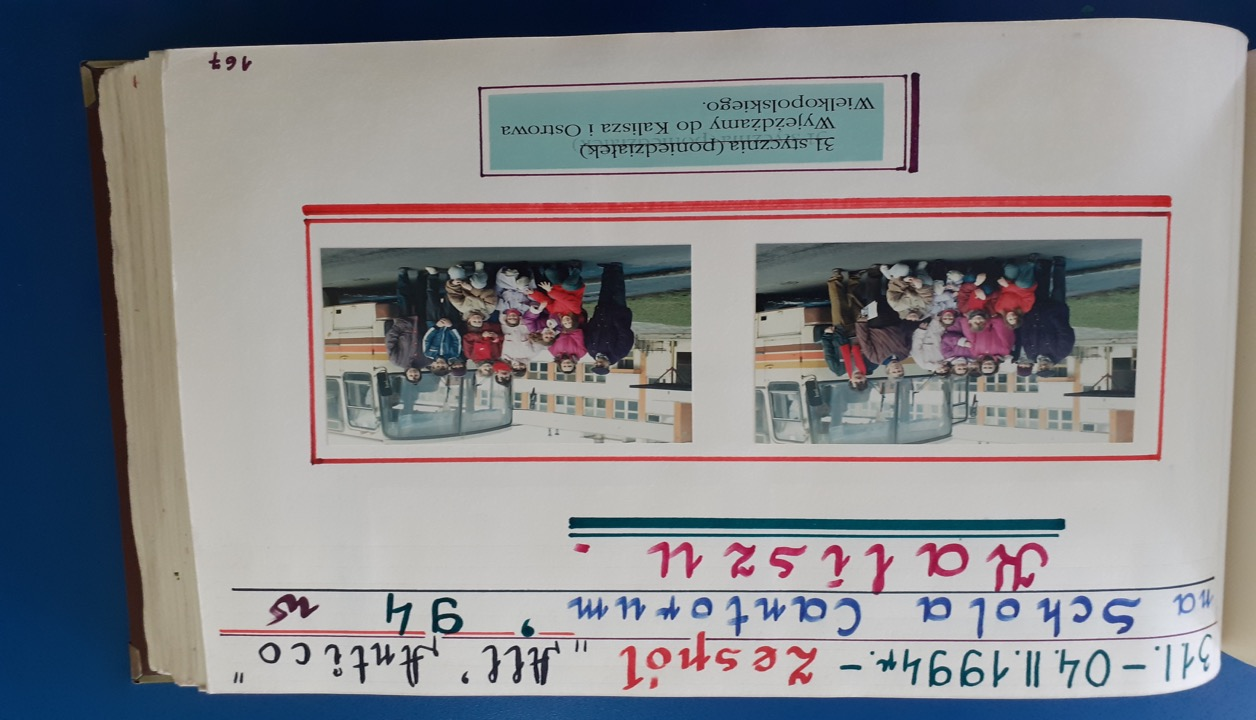 31 I. - 04.II.1994r. - Zespół „All' Antico"
na Schola Cantorum '94 w
Kaliszu.
31 stycznia (poniedziałek)
Wyjeżdżamy do Kalisza i Ostrowa
Wielkopolskiego.
167